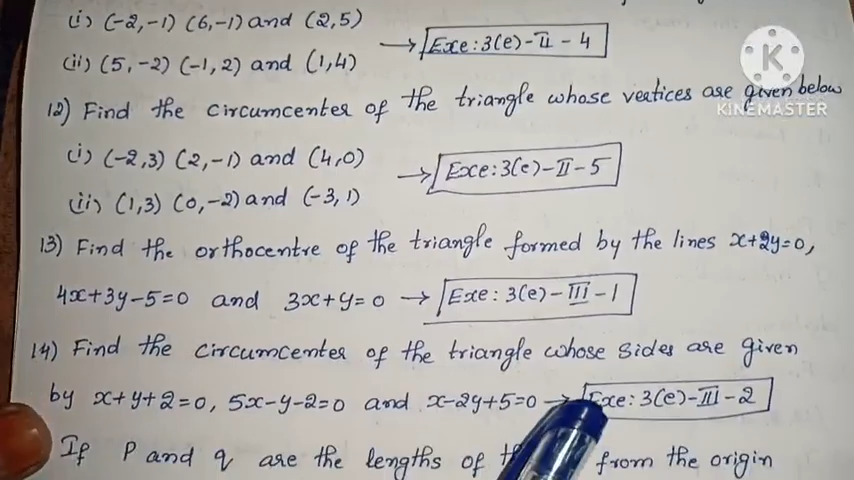 (i) (-2,-1) (6,-1) and (2,5)
(ii) (5,-2) (-1,2) and (1,4) → Exe: 3(e)-II-4
K
KINEMASTER
12) Find the circumcenter of the triangle whose vertices are given below
(i) (-2,3) (2,-1) and (4,0)
(ii) (1,3) (0,-2) and (-3,1) → Exe: 3(e)-II-5
13) Find the orthocentre of the triangle formed by the lines x+2y=0,
4x+3y-5=0 and 3x+y=0 → Exe: 3(e)-III-1
14) Find the circumcenter of the triangle whose sides are given
by x+y+2=0, 5x-y-2=0 and x-2y+5=0 → Exe: 3(e)-III-2
If P and q are the lengths of from the origin